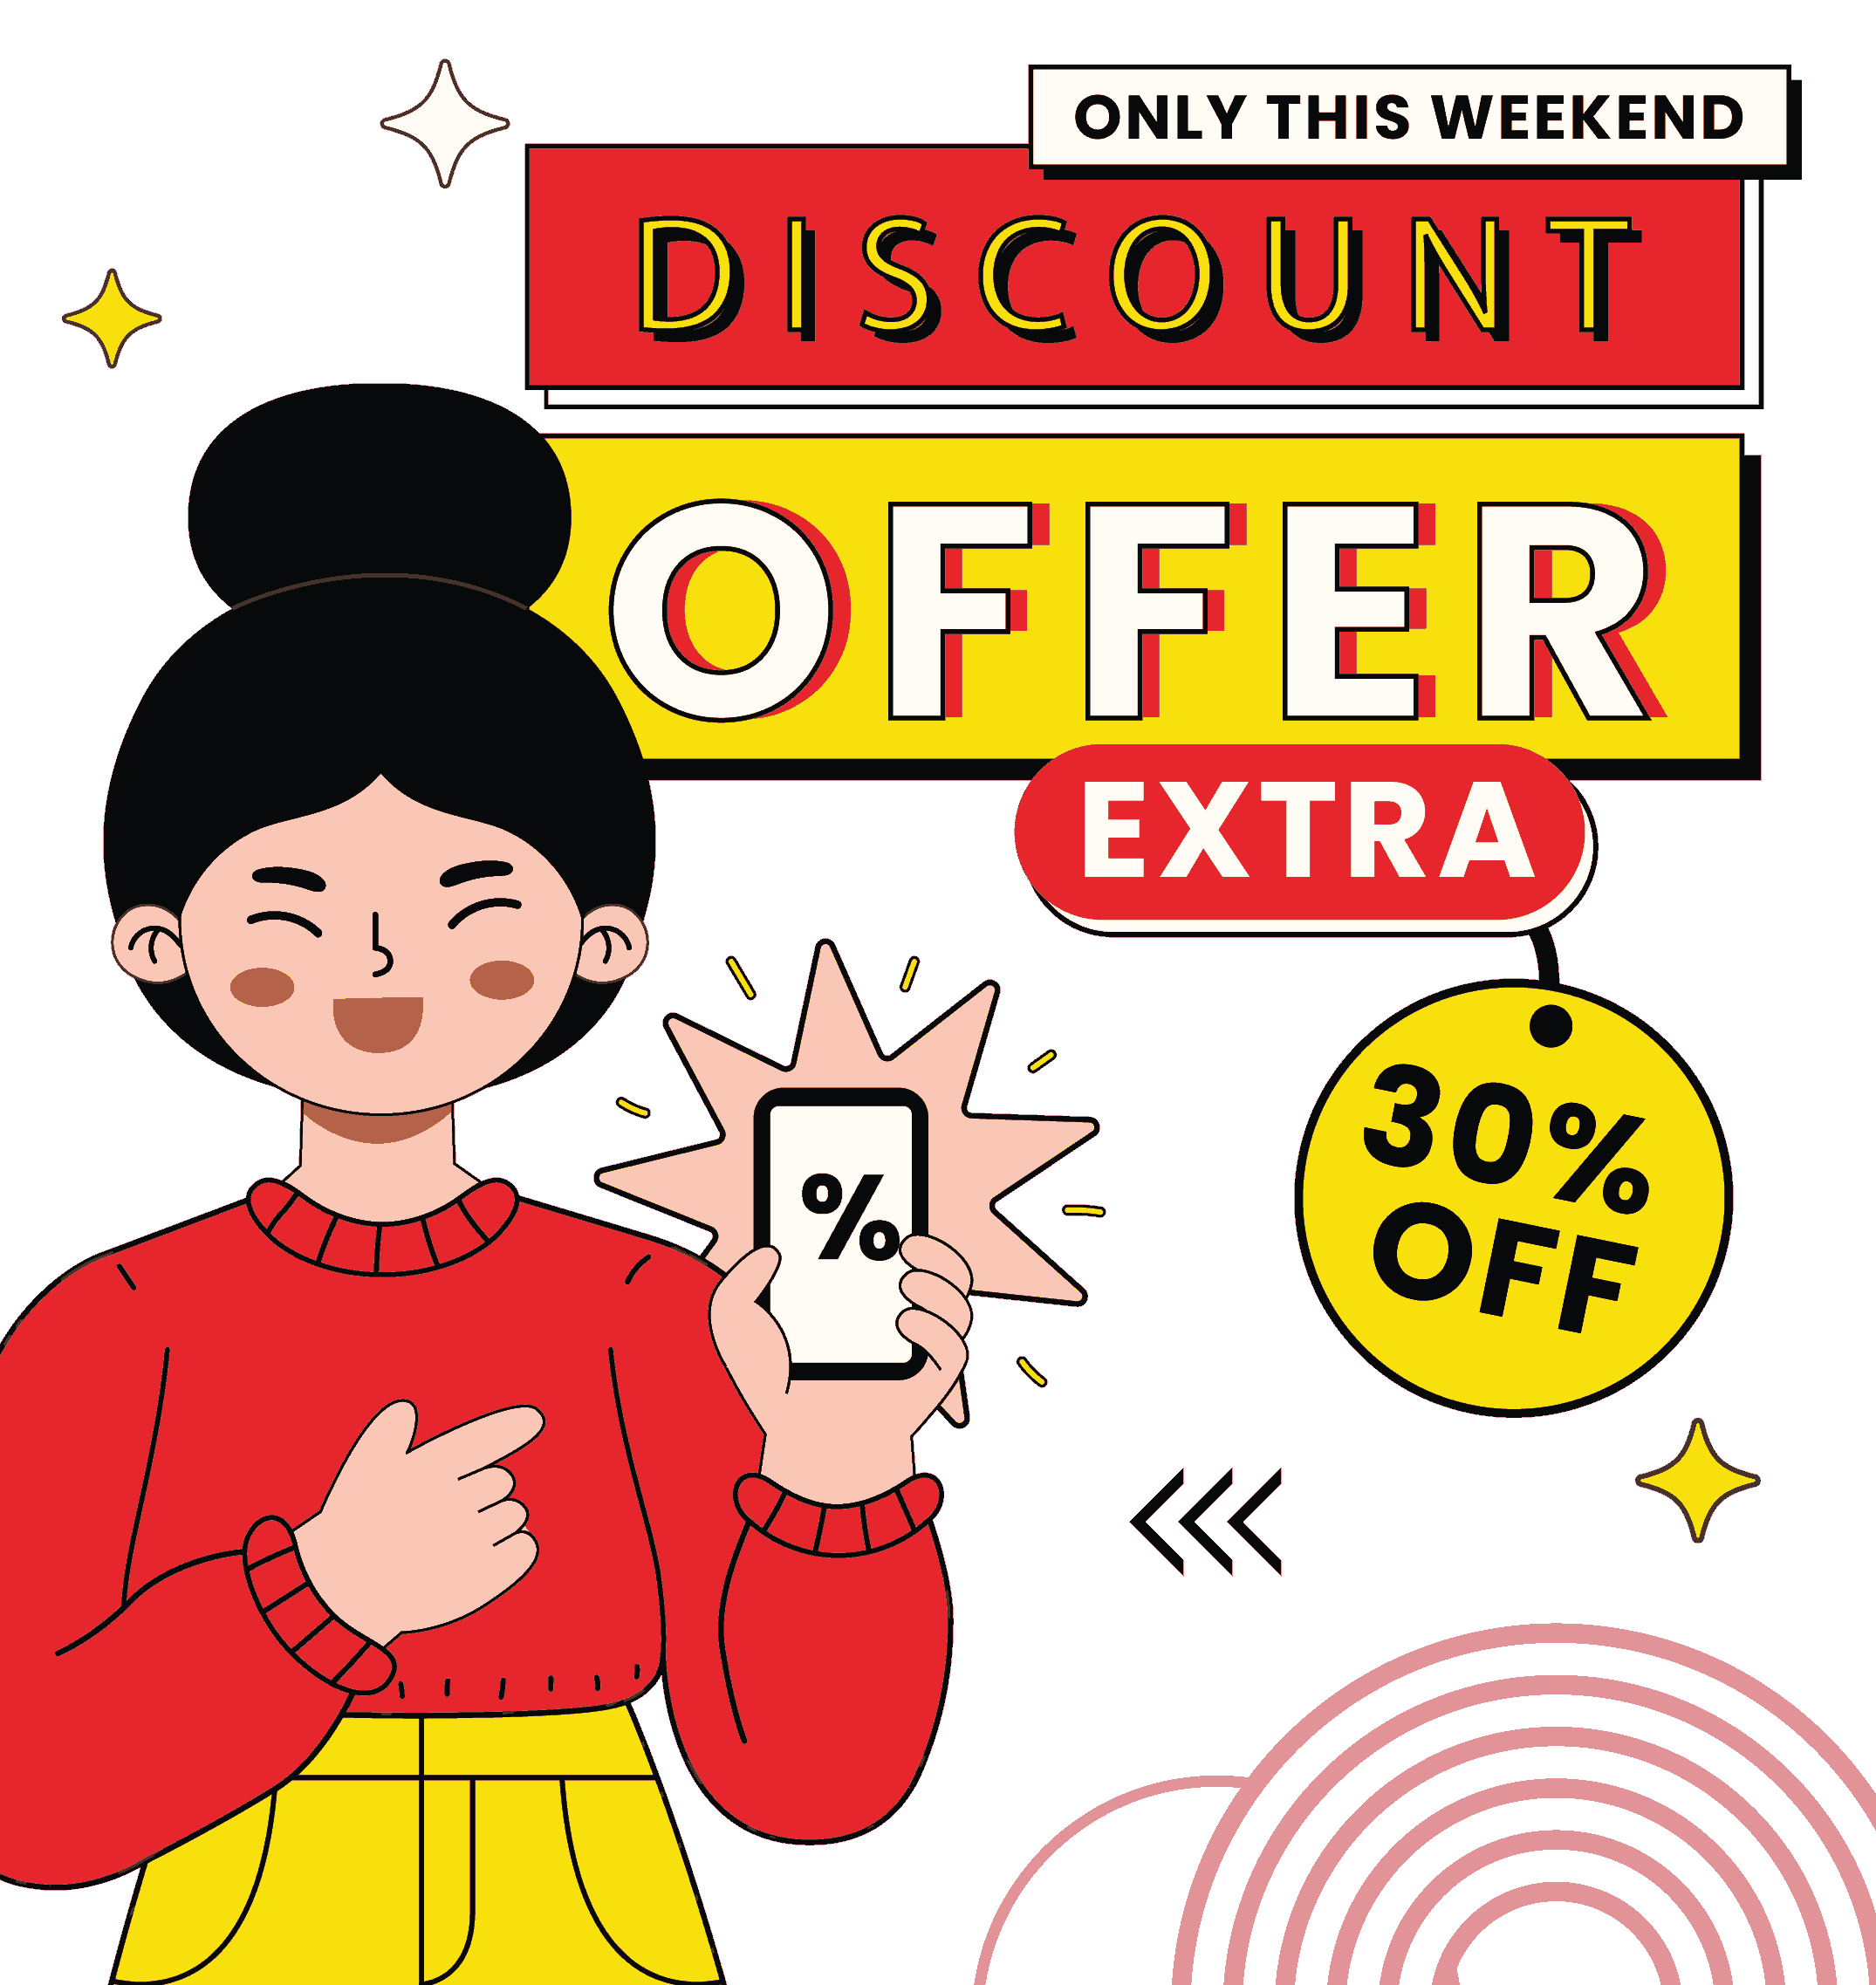 ONLY THIS WEEKEND
DISCOUNT
OFFER
EXTRA
30%
OFF
%